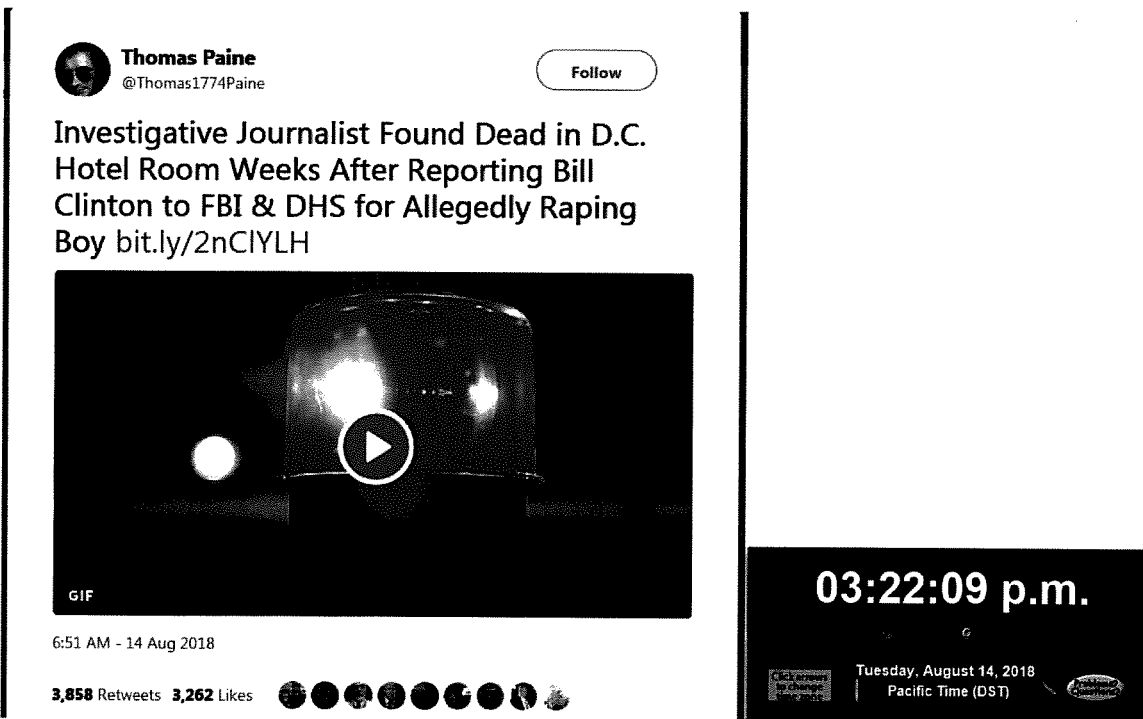 Thomas Paine
@Thomas1774Paine
Follow
Investigative Journalist Found Dead in D.C.
Hotel Room Weeks After Reporting Bill
Clinton to FBI & DHS for Allegedly Raping
Boy bit.ly/2nClYLH
GIF
6:51 AM - 14 Aug 2018
3,858 Retweets 3,262 Likes
03:22:09 p.m.
Tuesday, August 14, 2018
Pacific Time (DST)